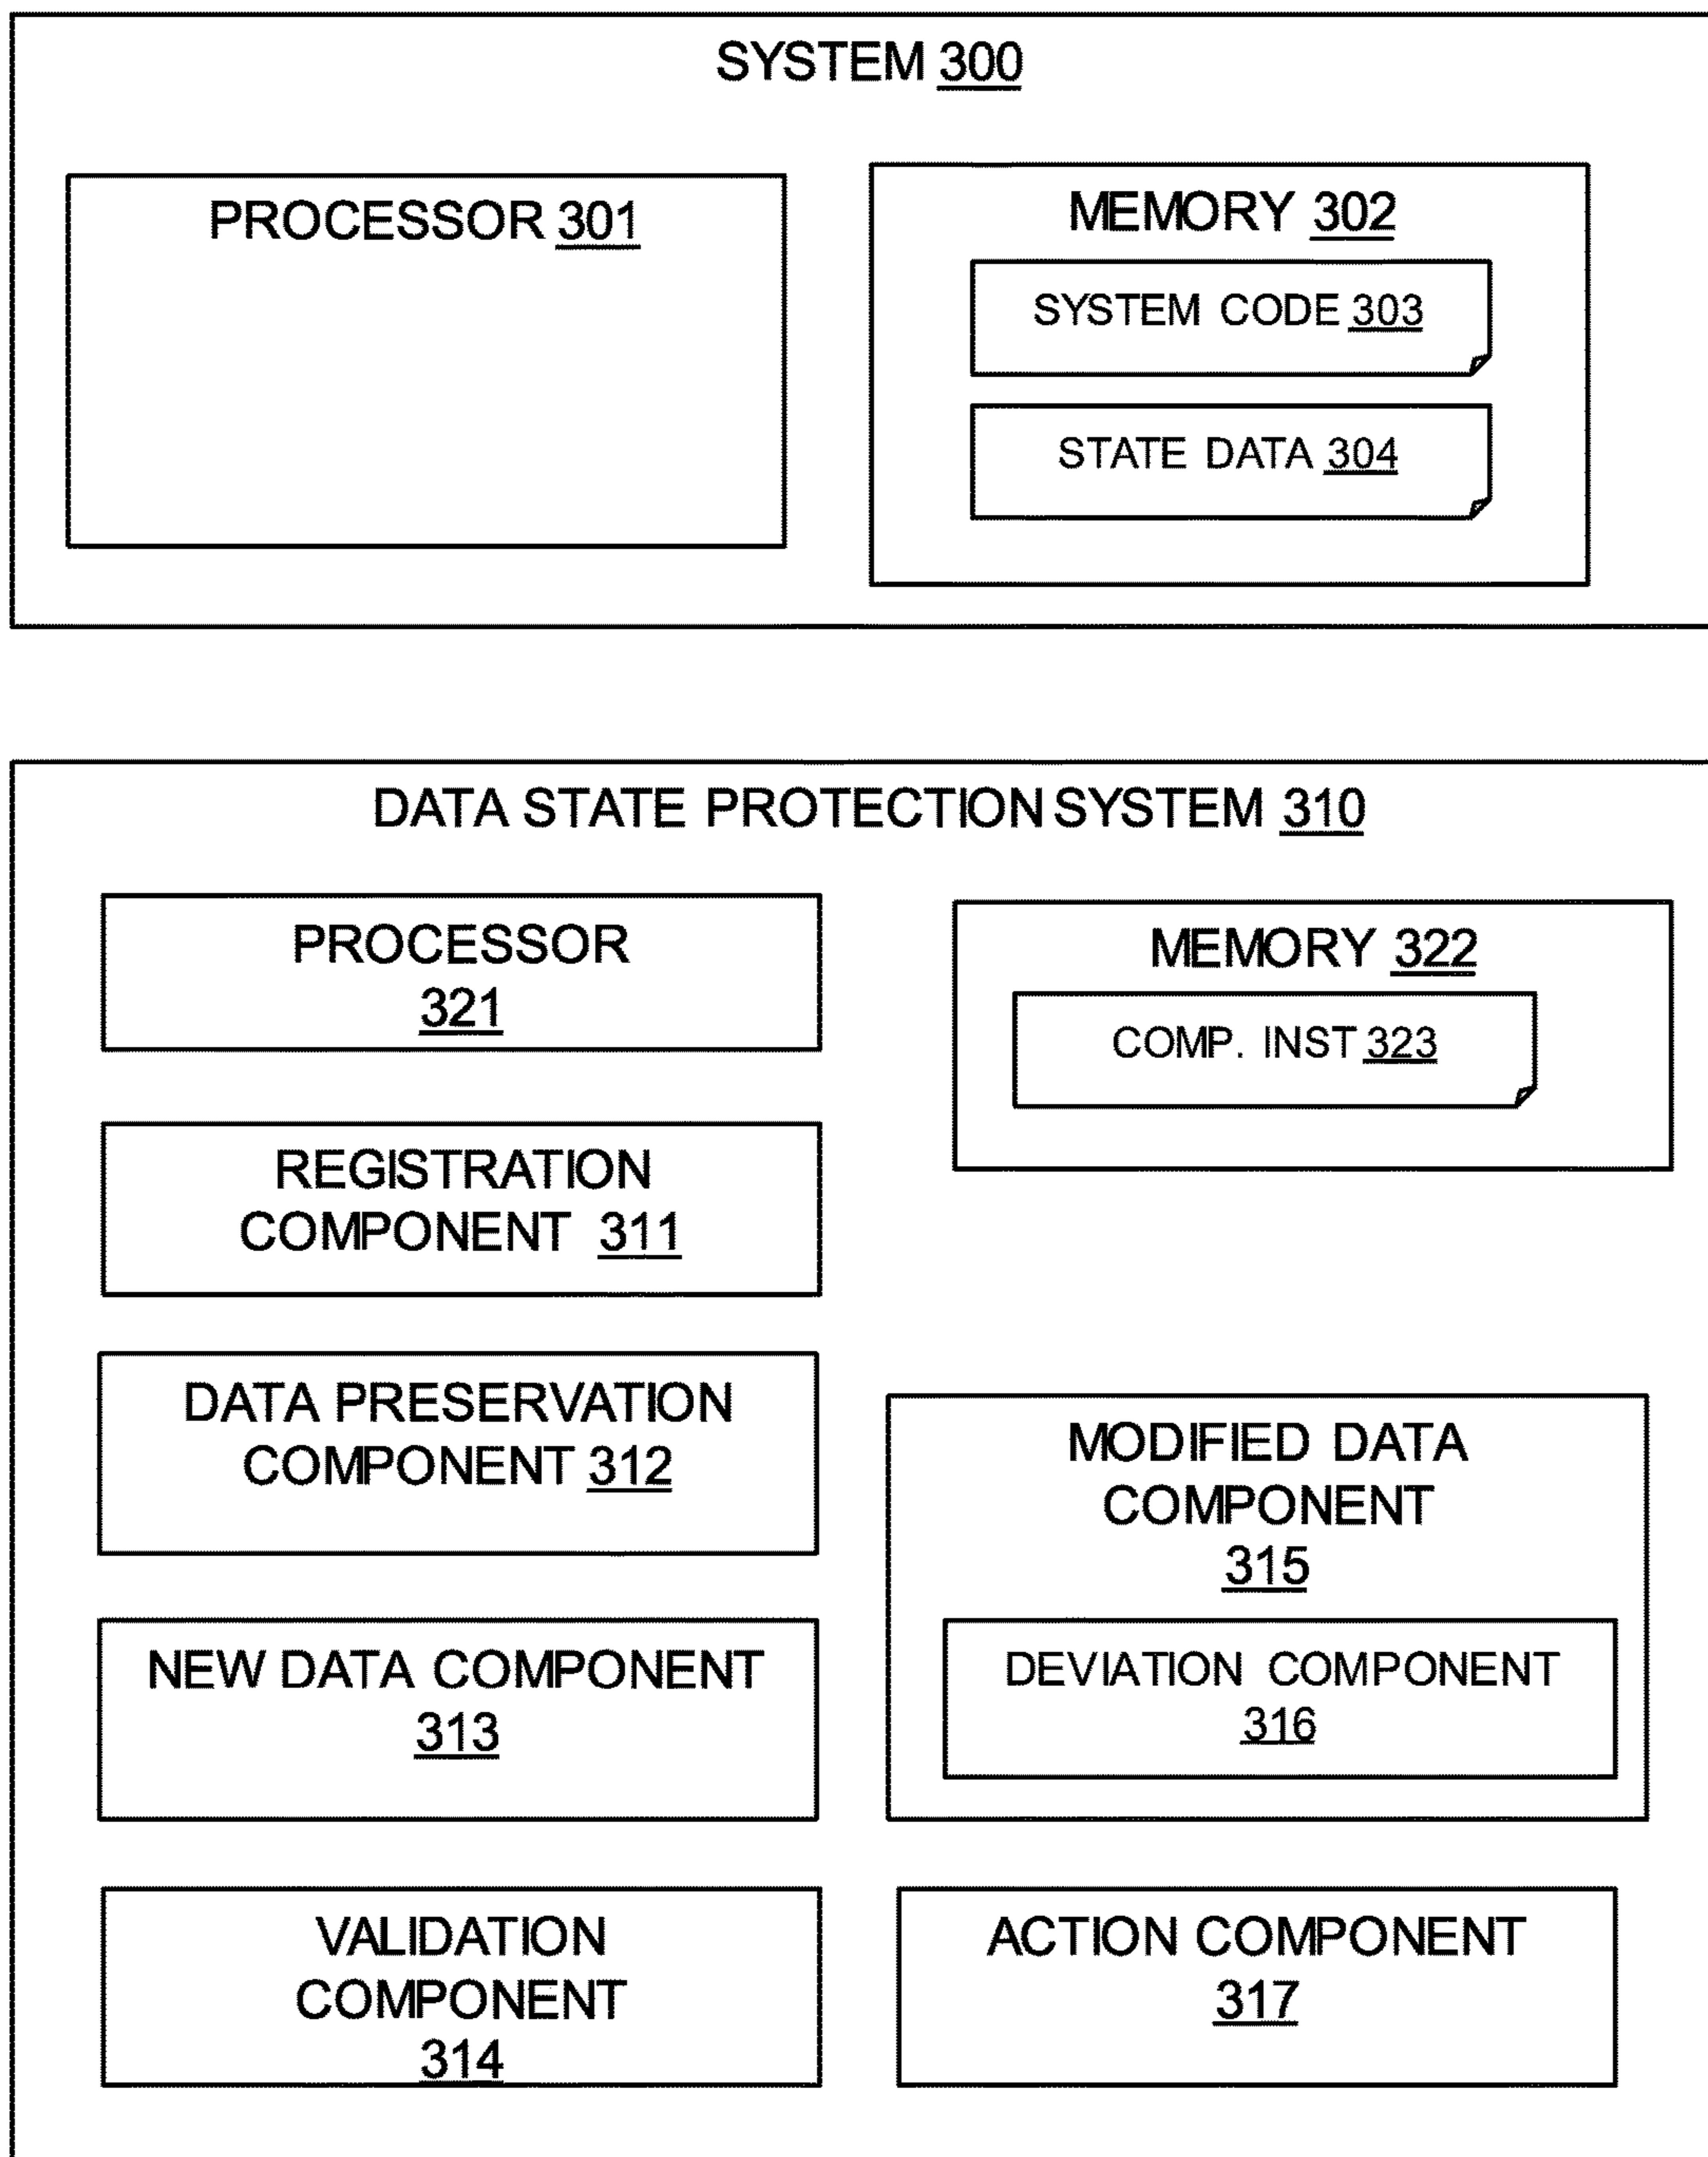 SYSTEM 300
PROCESSOR 301
MEMORY 302
SYSTEM CODE 303
STATE DATA 304
DATA STATE PROTECTION SYSTEM 310
PROCESSOR
321
MEMORY 322
COMP. INST 323
REGISTRATION
COMPONENT 311
DATA PRESERVATION
COMPONENT 312
MODIFIED DATA
COMPONENT
315
NEW DATA COMPONENT
313
DEVIATION COMPONENT
316
VALIDATION
COMPONENT
314
ACTION COMPONENT
317